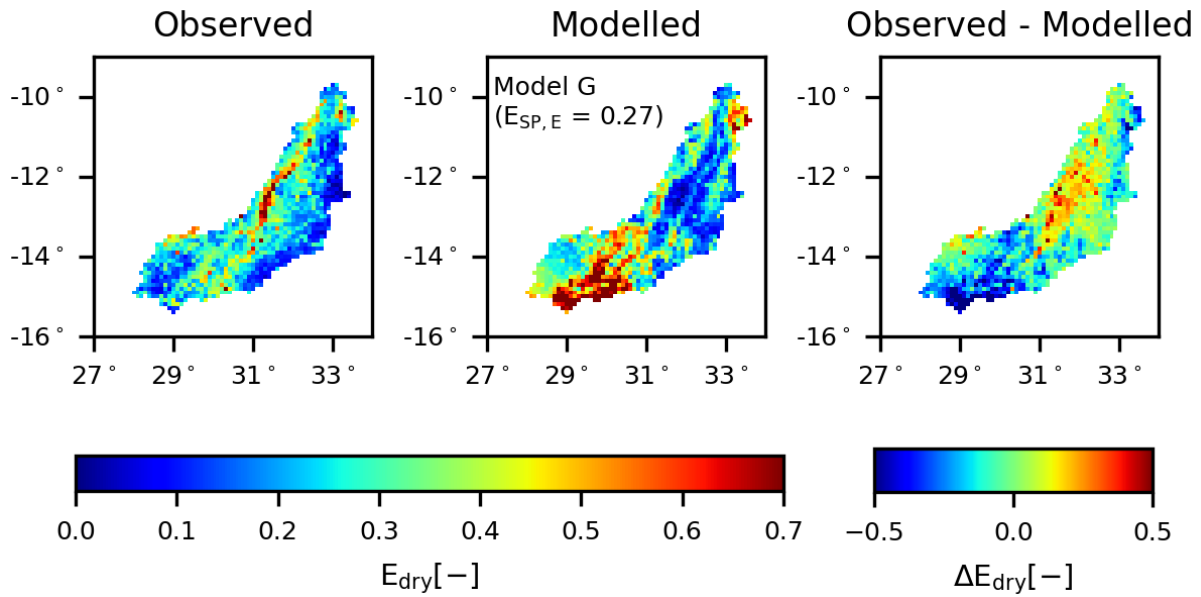 Observed
Modelled
Observed - Modelled
Model G
(E_SP,E = 0.27)
-10°
-12°
-14°
-16°
27° 29° 31° 33°
-10°
-12°
-14°
-16°
27° 29° 31° 33°
-10°
-12°
-14°
-16°
27° 29° 31° 33°
0.0 0.1 0.2 0.3 0.4 0.5 0.6 0.7
E_dry[−]
−0.5 0.0 0.5
ΔE_dry[−]